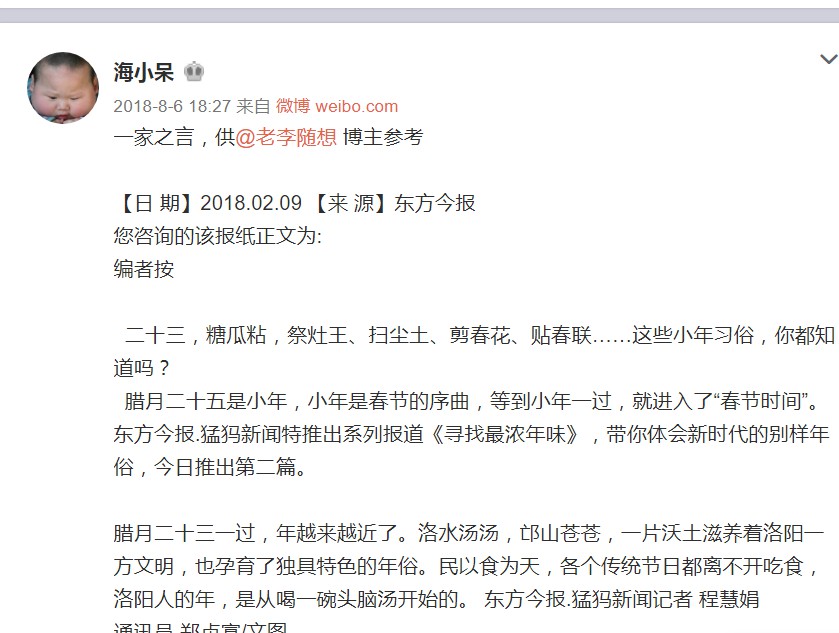 海小呆
2018-8-6 18:27 来自 微博 weibo.com
一家之言，供@老李随想 博主参考
【日 期】2018.02.09 【来 源】东方今报
您咨询的该报纸正文为:
编者按
二十三，糖瓜粘，祭灶王、扫尘土、剪春花、贴春联……这些小年习俗，你都知
道吗？
腊月二十五是小年，小年是春节的序曲，等到小年一过，就进入了“春节时间”。
东方今报.猛犸新闻特推出系列报道《寻找最浓年味》，带你体会新时代的别样年
俗，今日推出第二篇。
腊月二十三一过，年越来越近了。洛水汤汤，邙山苍苍，一片沃土滋养着洛阳一
方文明，也孕育了独具特色的年俗。民以食为天，各个传统节日都离不开吃食，
洛阳人的年，是从喝一碗头脑汤开始的。 东方今报.猛犸新闻记者 程慧娟
通讯员 郑占宣/文图